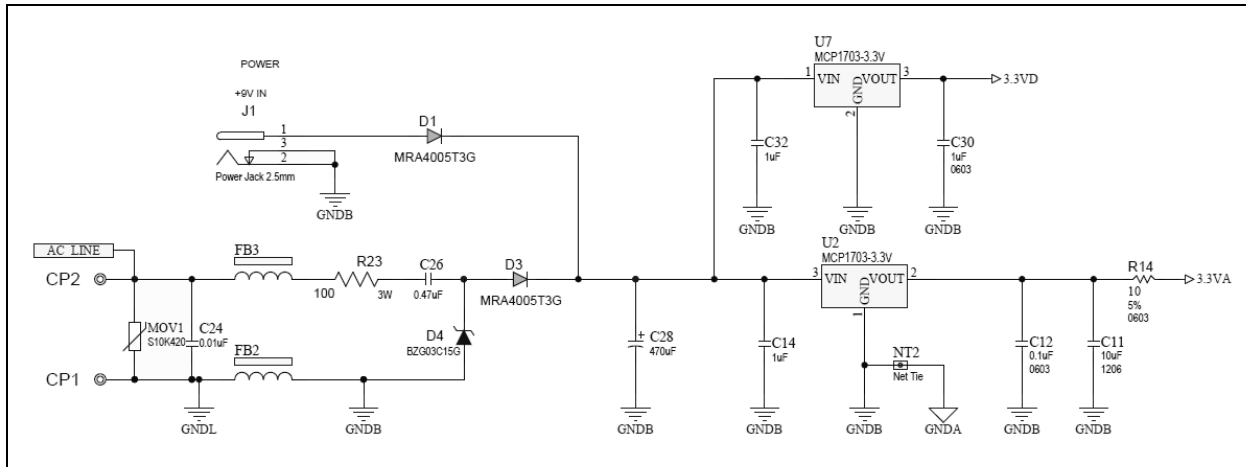 POWER
+9V IN
J1
1
3
2
Power Jack 2.5mm
GNDB
D1
MRA4005T3G
U7
MCP1703-3.3V
1 VIN VOUT 3
GND
2
3.3VD
C32
1uF
GNDB
GNDB
C30
1uF
0603
GNDB
AC LINE
CP2
FB3
R23
100
3W
C26
0.47uF
D3
MRA4005T3G
MOV1
S10K420
C24
0.01uF
FB2
D4
BZG03C15G
CP1
GNDL
GNDB
C28
470uF
+
GNDB
C14
1uF
GNDB
U2
MCP1703-3.3V
3 VIN VOUT 2
GND
1
NT2
Net Tie
GNDB
GNDA
C12
0.1uF
0603
GNDB
C11
10uF
1206
GNDB
R14
10
5%
0603
3.3VA